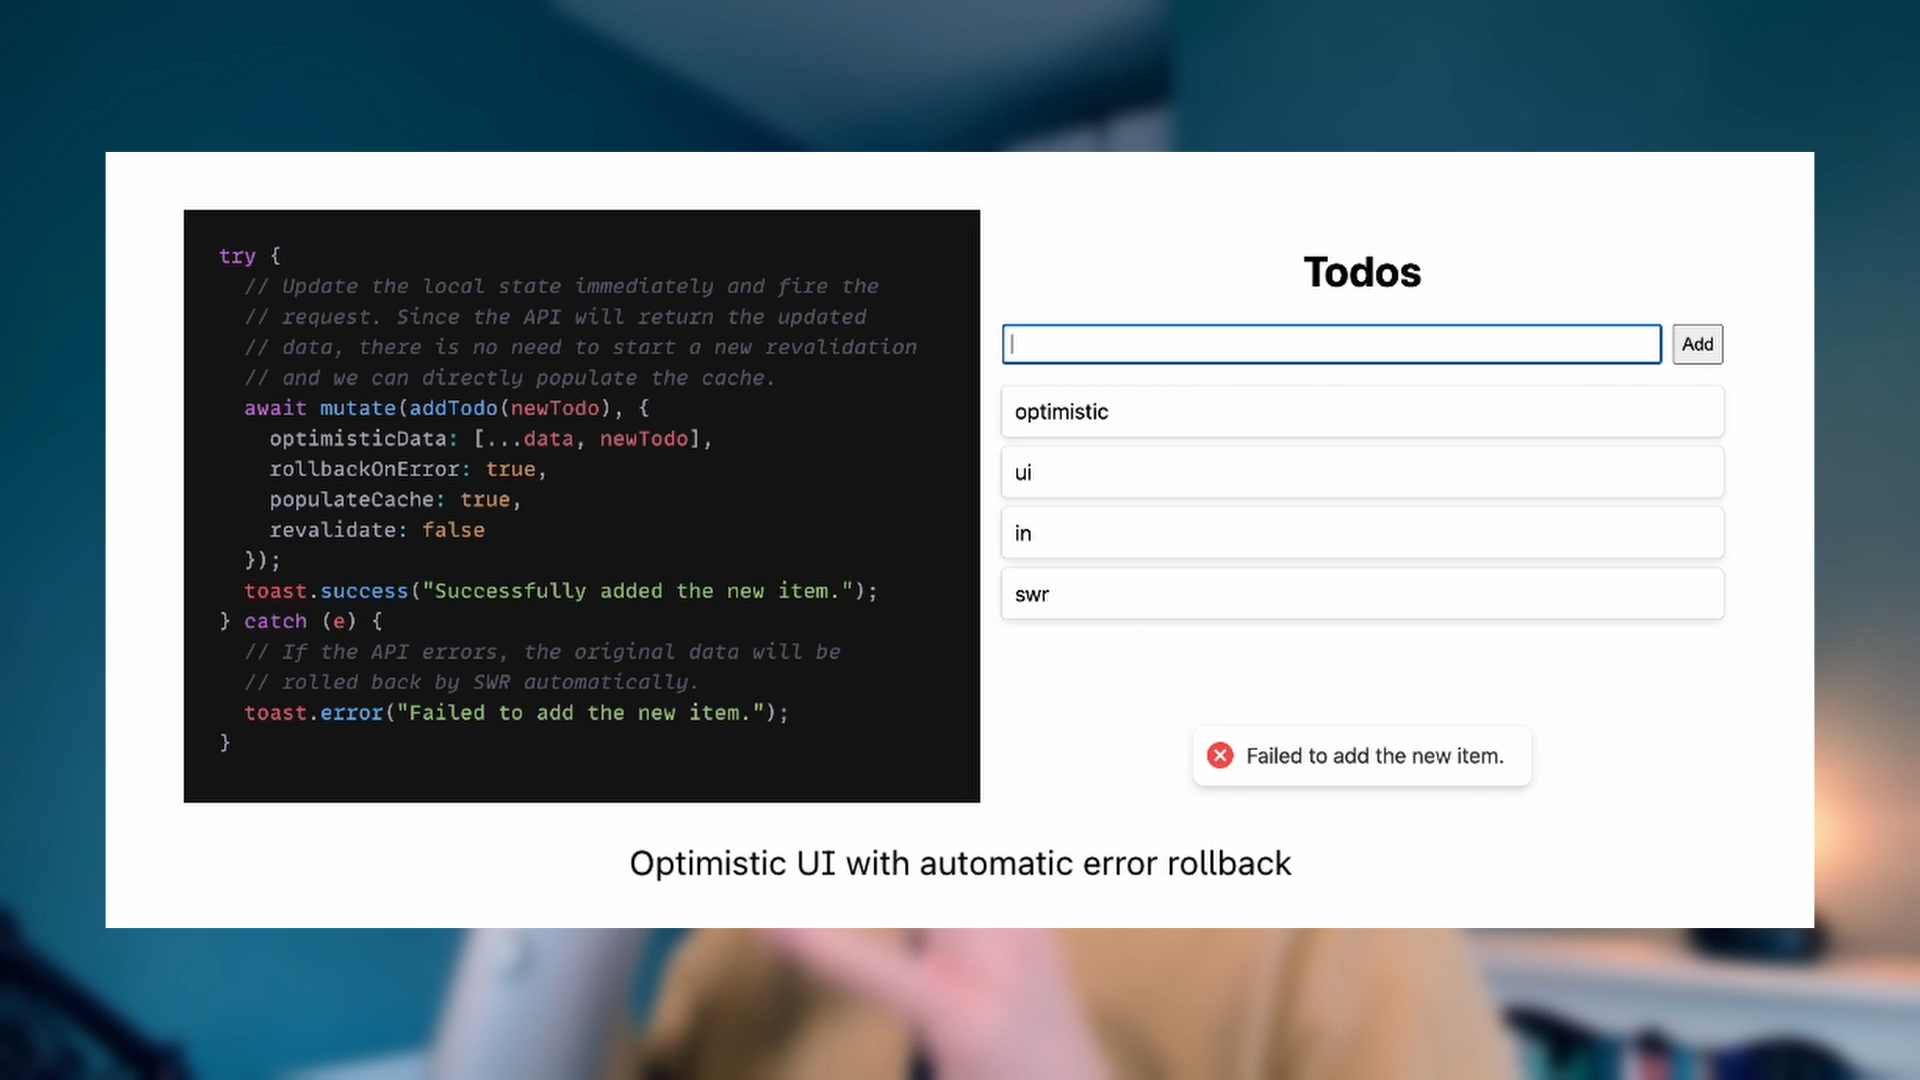 try {
// Update the local state immediately and fire the
// request. Since the API will return the updated
// data, there is no need to start a new revalidation
// and we can directly populate the cache.
await mutate(addTodo(newTodo), {
optimisticData: [...data, newTodo],
rollbackOnError: true,
populateCache: true,
revalidate: false
});
toast.success("Successfully added the new item.");
} catch (e) {
// If the API errors, the original data will be
// rolled back by SWR automatically.
toast.error("Failed to add the new item.");
}
Todos
Add
optimistic
ui
in
swr
Failed to add the new item.
Optimistic UI with automatic error rollback